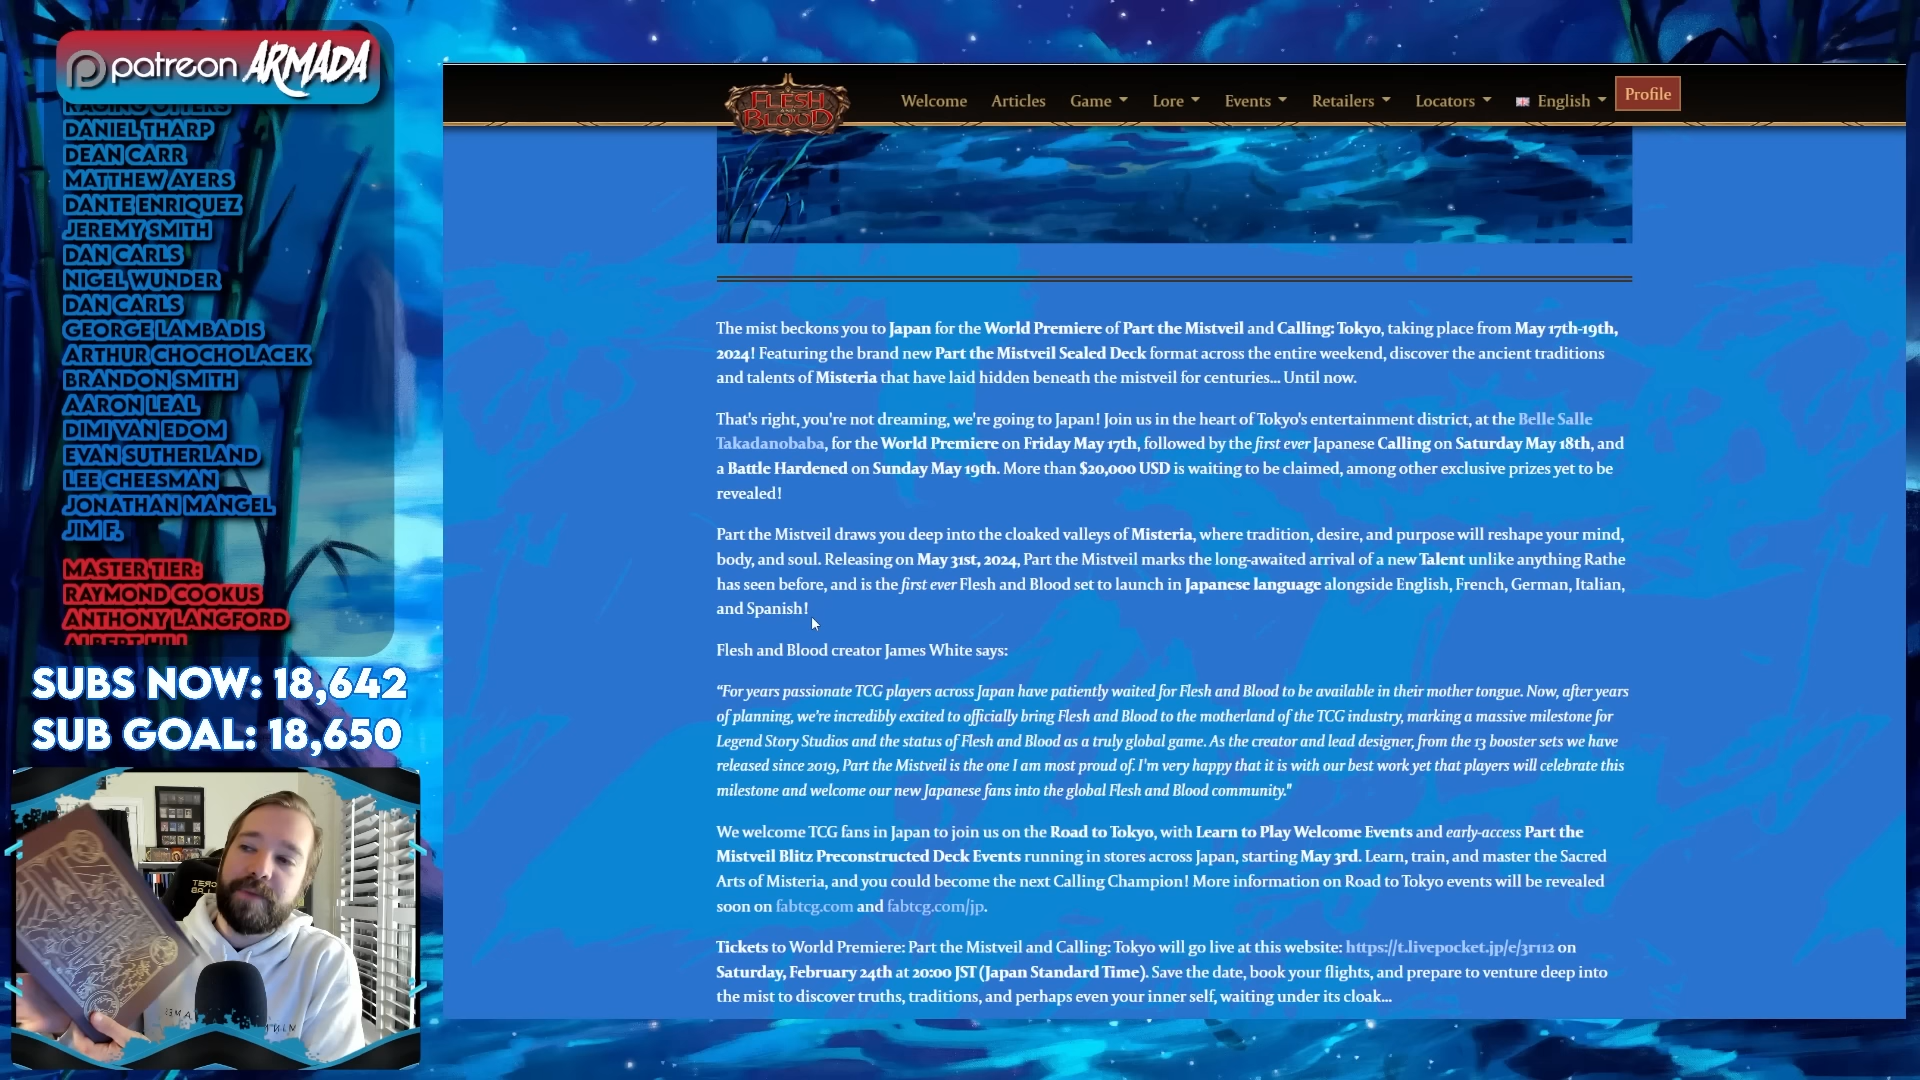 patreon ARMADA
RAGING OTTERS
DANIEL THARP
DEAN CARR
MATTHEW AYERS
DANTE ENRIQUEZ
JEREMY SMITH
DAN CARLS
NIGEL WUNDER
DAN CARLS
GEORGE LAMBADIS
ARTHUR CHOCHOLACEK
BRANDON SMITH
AARON LEAL
DIMI VAN EDOM
EVAN SUTHERLAND
LEE CHEESMAN
JONATHAN MANGEL
JIM F.
MASTER TIER:
RAYMOND COOKUS
ANTHONY LANGFORD
ALBERT HILL
SUBS NOW: 18,642
SUB GOAL: 18,650
FLESH AND BLOOD
Welcome Articles Game Lore Events Retailers Locators English Profile
The mist beckons you to Japan for the World Premiere of Part the Mistveil and Calling: Tokyo, taking place from May 17th-19th,
2024! Featuring the brand new Part the Mistveil Sealed Deck format across the entire weekend, discover the ancient traditions
and talents of Misteria that have laid hidden beneath the mistveil for centuries... Until now.
That's right, you're not dreaming, we're going to Japan! Join us in the heart of Tokyo's entertainment district, at the Belle Salle
Takadanobaba, for the World Premiere on Friday May 17th, followed by the first ever Japanese Calling on Saturday May 18th, and
a Battle Hardened on Sunday May 19th. More than $20,000 USD is waiting to be claimed, among other exclusive prizes yet to be
revealed!
Part the Mistveil draws you deep into the cloaked valleys of Misteria, where tradition, desire, and purpose will reshape your mind,
body, and soul. Releasing on May 31st, 2024, Part the Mistveil marks the long-awaited arrival of a new Talent unlike anything Rathe
has seen before, and is the first ever Flesh and Blood set to launch in Japanese language alongside English, French, German, Italian,
and Spanish!
Flesh and Blood creator James White says:
“For years passionate TCG players across Japan have patiently waited for Flesh and Blood to be available in their mother tongue. Now, after years
of planning, we're incredibly excited to officially bring Flesh and Blood to the motherland of the TCG industry, marking a massive milestone for
Legend Story Studios and the status of Flesh and Blood as a truly global game. As the creator and lead designer, from the 13 booster sets we have
released since 2019, Part the Mistveil is the one I am most proud of. I'm very happy that it is with our best work yet that players will celebrate this
milestone and welcome our new Japanese fans into the global Flesh and Blood community."
We welcome TCG fans in Japan to join us on the Road to Tokyo, with Learn to Play Welcome Events and early-access Part the
Mistveil Blitz Preconstructed Deck Events running in stores across Japan, starting May 3rd. Learn, train, and master the Sacred
Arts of Misteria, and you could become the next Calling Champion! More information on Road to Tokyo events will be revealed
soon on fabtcg.com and fabtcg.com/jp.
Tickets to World Premiere: Part the Mistveil and Calling: Tokyo will go live at this website: https://t.livepocket.jp/e/3r112 on
Saturday, February 24th at 20:00 JST (Japan Standard Time). Save the date, book your flights, and prepare to venture deep into
the mist to discover truths, traditions, and perhaps even your inner self, waiting under its cloak...